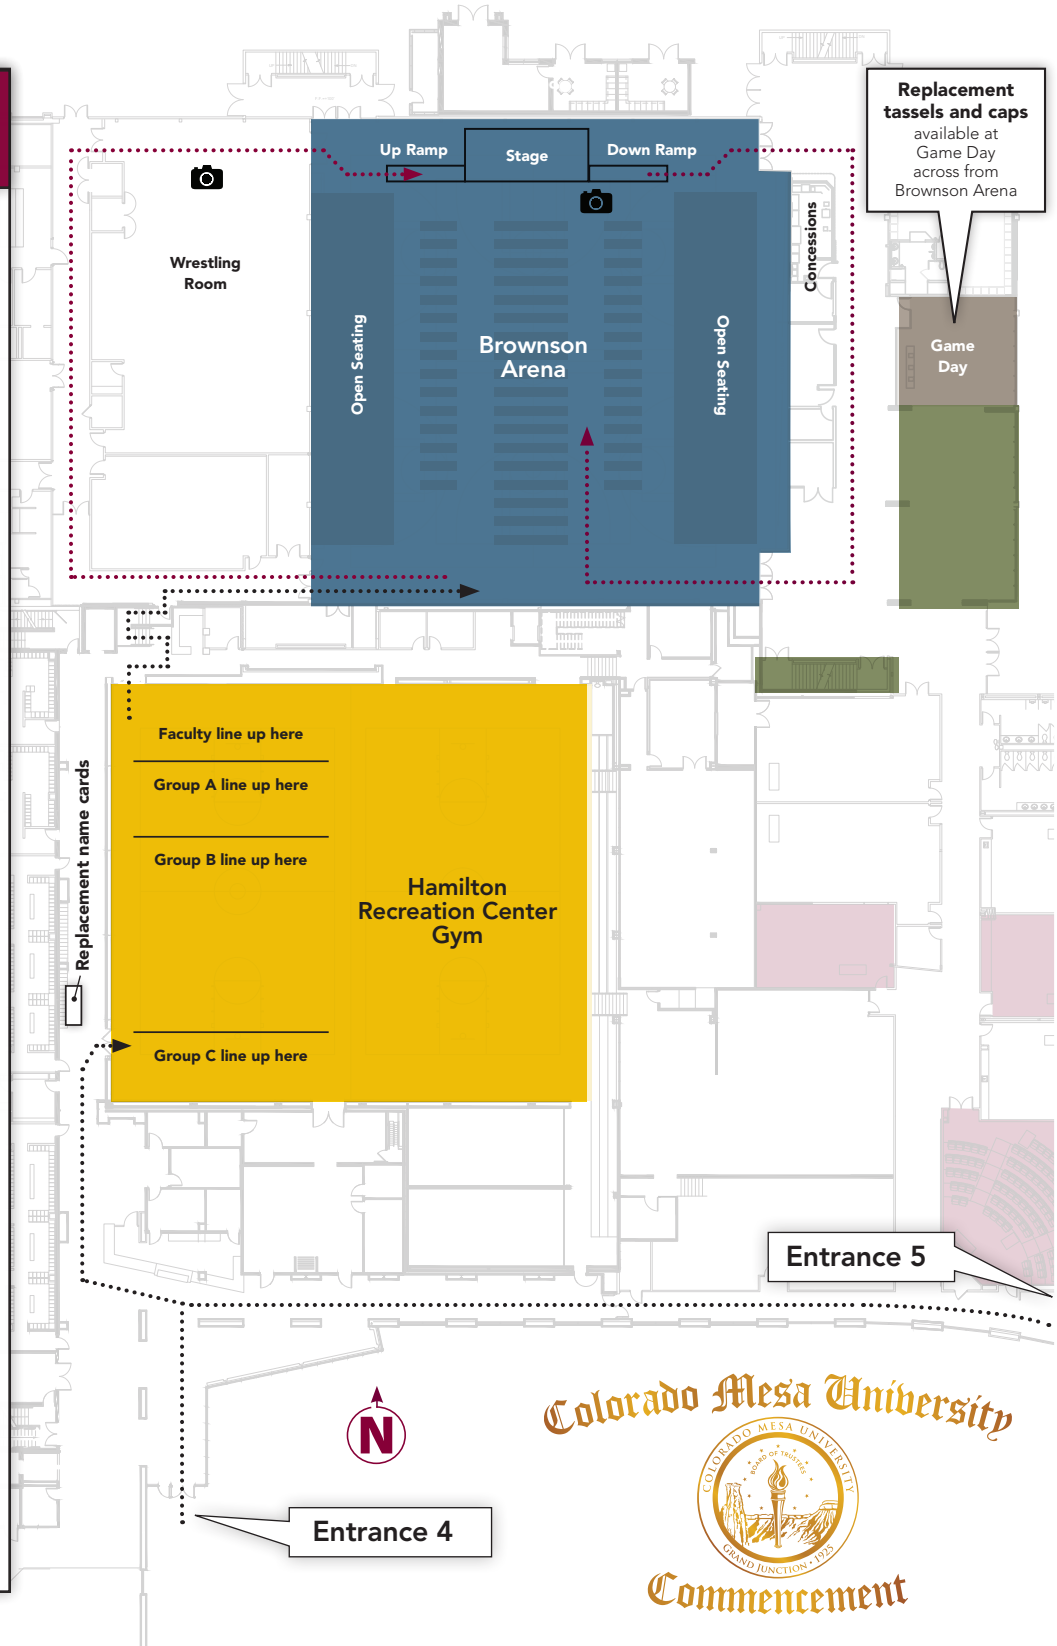 Replacement
tassels and caps
available at
Game Day
across from
Brownson Arena
Up Ramp
Stage
Down Ramp
Concessions
Wrestling
Room
Open Seating
Brownson
Arena
Open Seating
Game
Day
Faculty line up here
Group A line up here
Replacement name cards
Group B line up here
Hamilton
Recreation Center
Gym
Group C line up here
Entrance 5
N
Colorado Mesa University
COLORADO MESA UNIVERSITY
BOARD OF TRUSTEES
GRAND JUNCTION • 1925
Commencement
Entrance 4